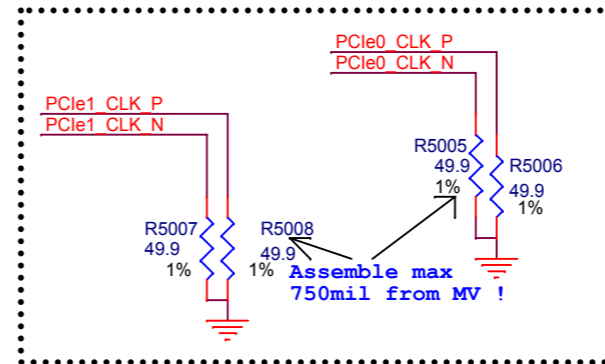 PCIe0_CLK_P
PCIe0_CLK_N
PCIe1_CLK_P
PCIe1_CLK_N
R5005
49.9
1%
R5006
49.9
1%
R5007
49.9
1%
R5008
49.9
1%
Assemble max
750mil from MV !